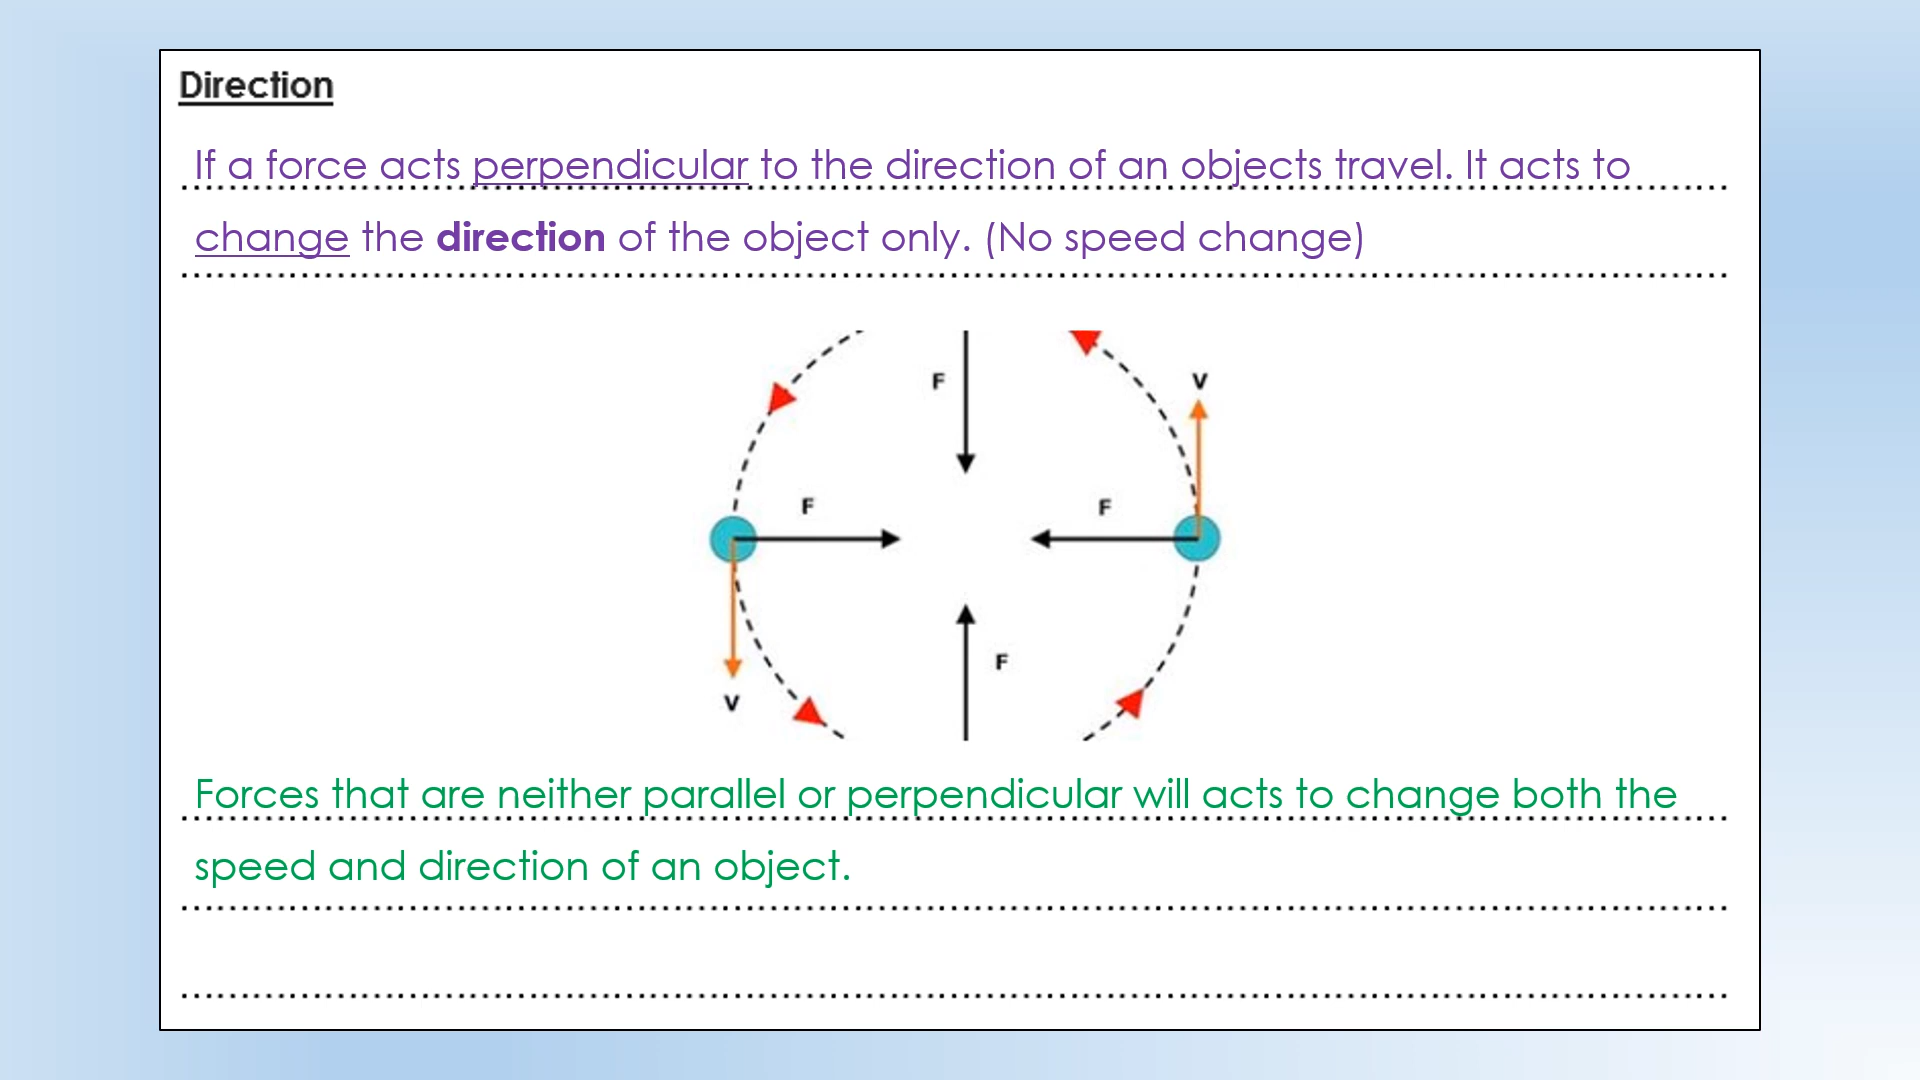 Direction
If a force acts perpendicular to the direction of an objects travel. It acts to
change the direction of the object only. (No speed change)
F
V
F
F
F
V
Forces that are neither parallel or perpendicular will acts to change both the
speed and direction of an object.